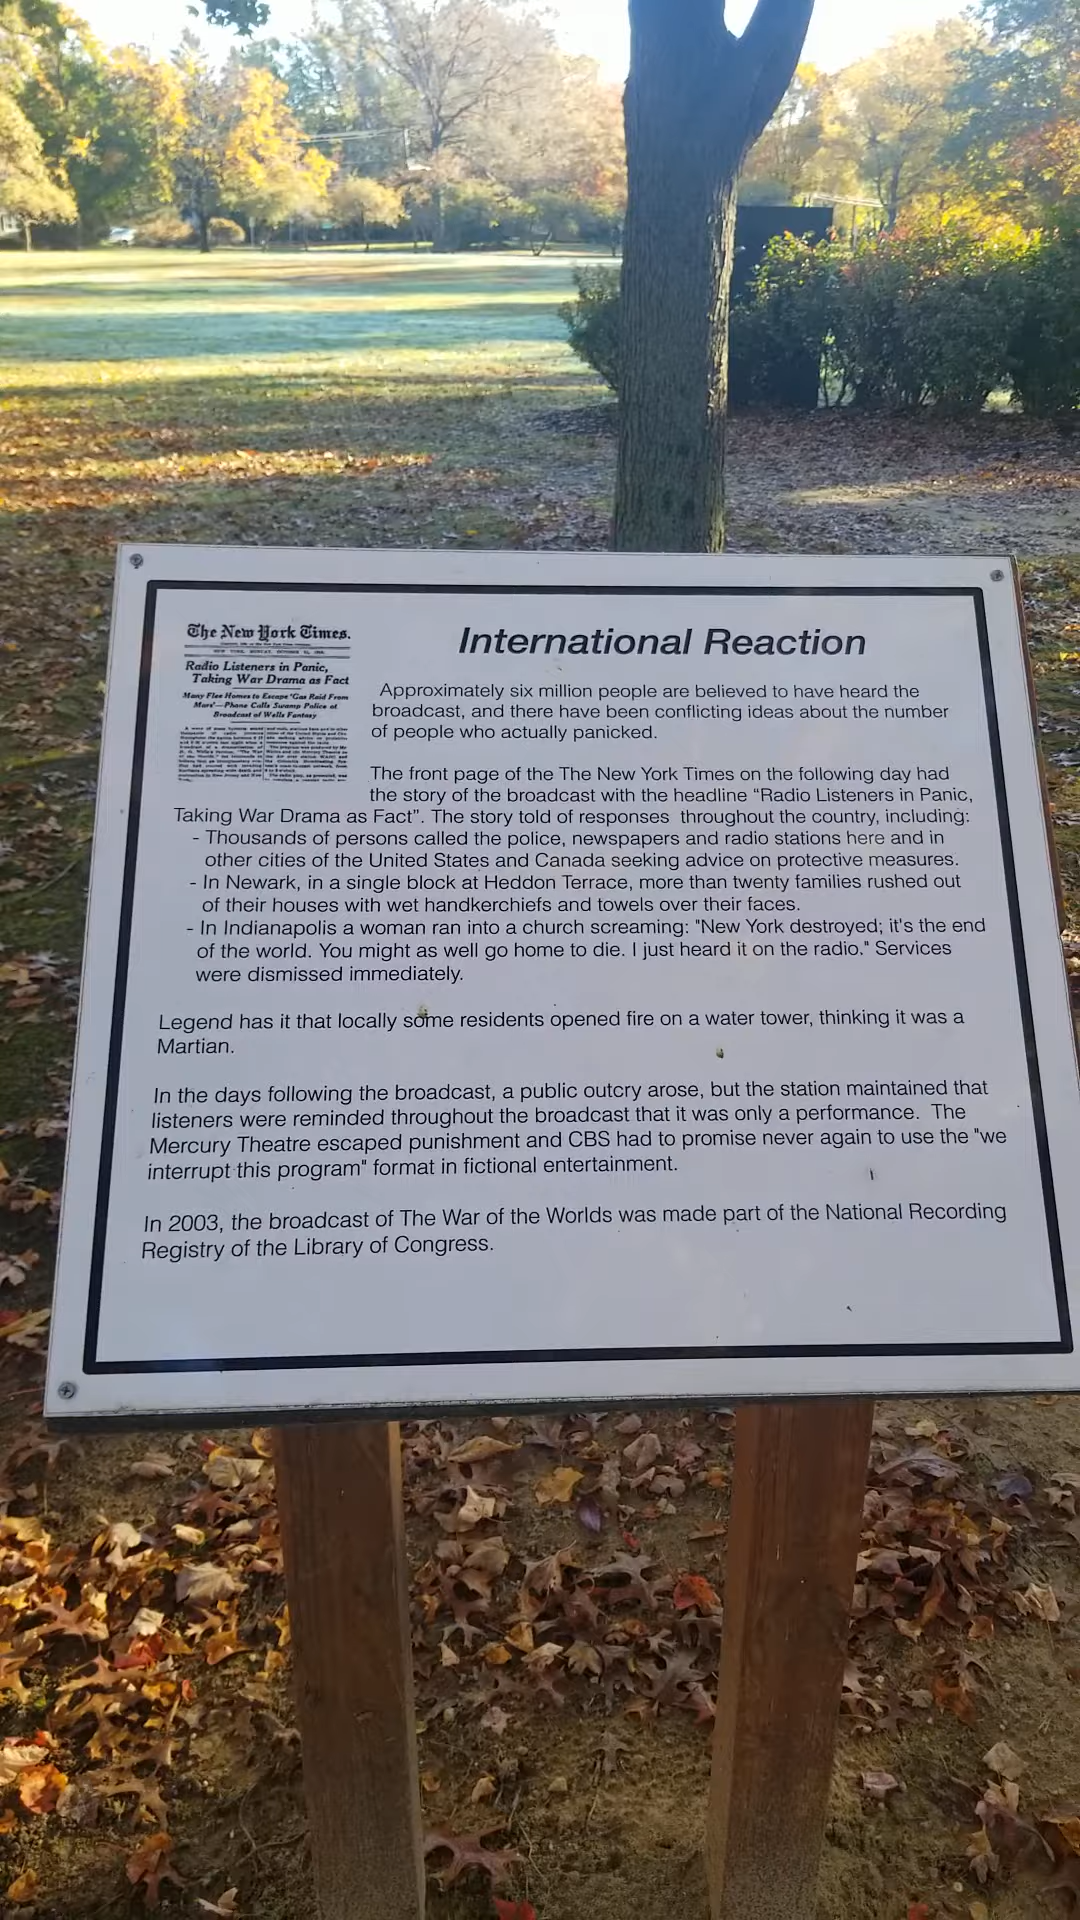 The New York Times.
NEW YORK, MONDAY, OCTOBER 31, 1938.
Radio Listeners in Panic,
Taking War Drama as Fact
Many Flee Homes to Escape 'Gas Raid From
Mars'—Phone Calls Swamp Police at
Broadcast of Wells Fantasy
International Reaction
Approximately six million people are believed to have heard the
broadcast, and there have been conflicting ideas about the number
of people who actually panicked.
The front page of the The New York Times on the following day had
the story of the broadcast with the headline “Radio Listeners in Panic,
Taking War Drama as Fact”. The story told of responses throughout the country, including:
- Thousands of persons called the police, newspapers and radio stations here and in
other cities of the United States and Canada seeking advice on protective measures.
- In Newark, in a single block at Heddon Terrace, more than twenty families rushed out
of their houses with wet handkerchiefs and towels over their faces.
- In Indianapolis a woman ran into a church screaming: "New York destroyed; it's the end
of the world. You might as well go home to die. I just heard it on the radio." Services
were dismissed immediately.
Legend has it that locally some residents opened fire on a water tower, thinking it was a
Martian.
In the days following the broadcast, a public outcry arose, but the station maintained that
listeners were reminded throughout the broadcast that it was only a performance. The
Mercury Theatre escaped punishment and CBS had to promise never again to use the "we
interrupt this program" format in fictional entertainment.
In 2003, the broadcast of The War of the Worlds was made part of the National Recording
Registry of the Library of Congress.